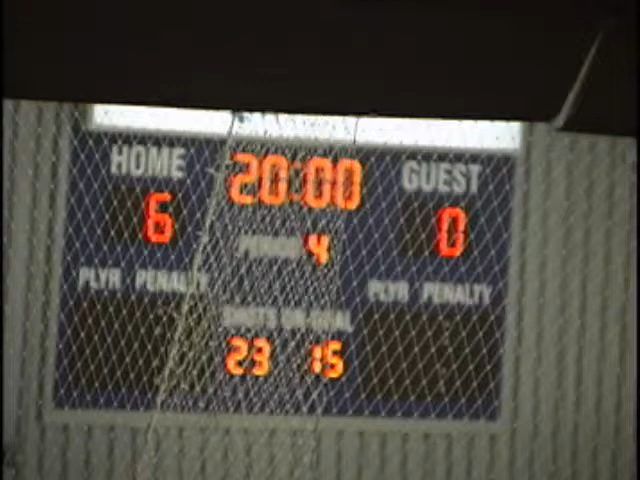 HOME 20:00 GUEST
6 PERIOD 4 0
PLYR PENALTY PLYR PENALTY
SHOTS ON GOAL
23 15